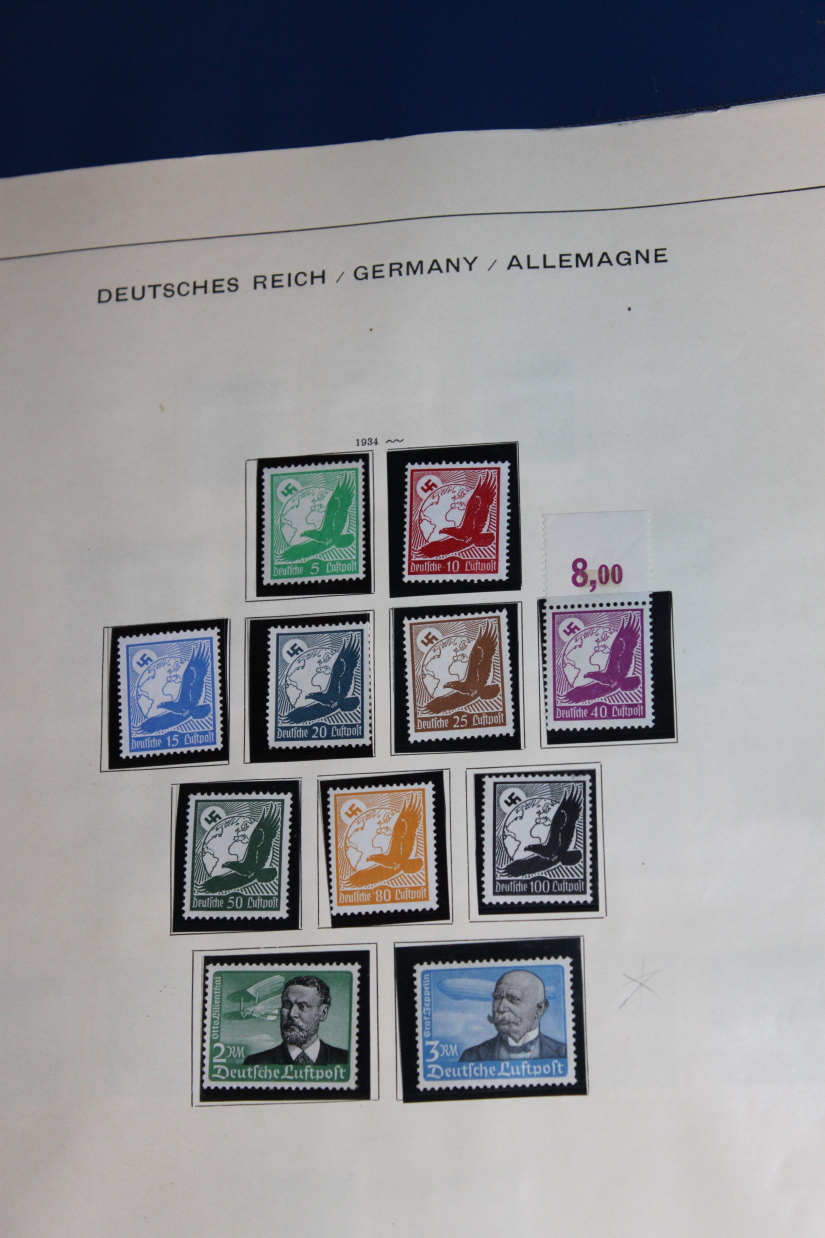 DEUTSCHES REICH / GERMANY / ALLEMAGNE
1934
Deutsche 5 Luftpost
Deutsche 10 Luftpost
8,00
Deutsche 15 Luftpost
Deutsche 20 Luftpost
Deutsche 25 Luftpost
Deutsche 40 Luftpost
Deutsche 50 Luftpost
Deutsche 80 Luftpost
Deutsche 100 Luftpost
Otto Lilienthal
2 RM
Deutsche Luftpost
Graf Zeppelin
3 RM
Deutsche Luftpost